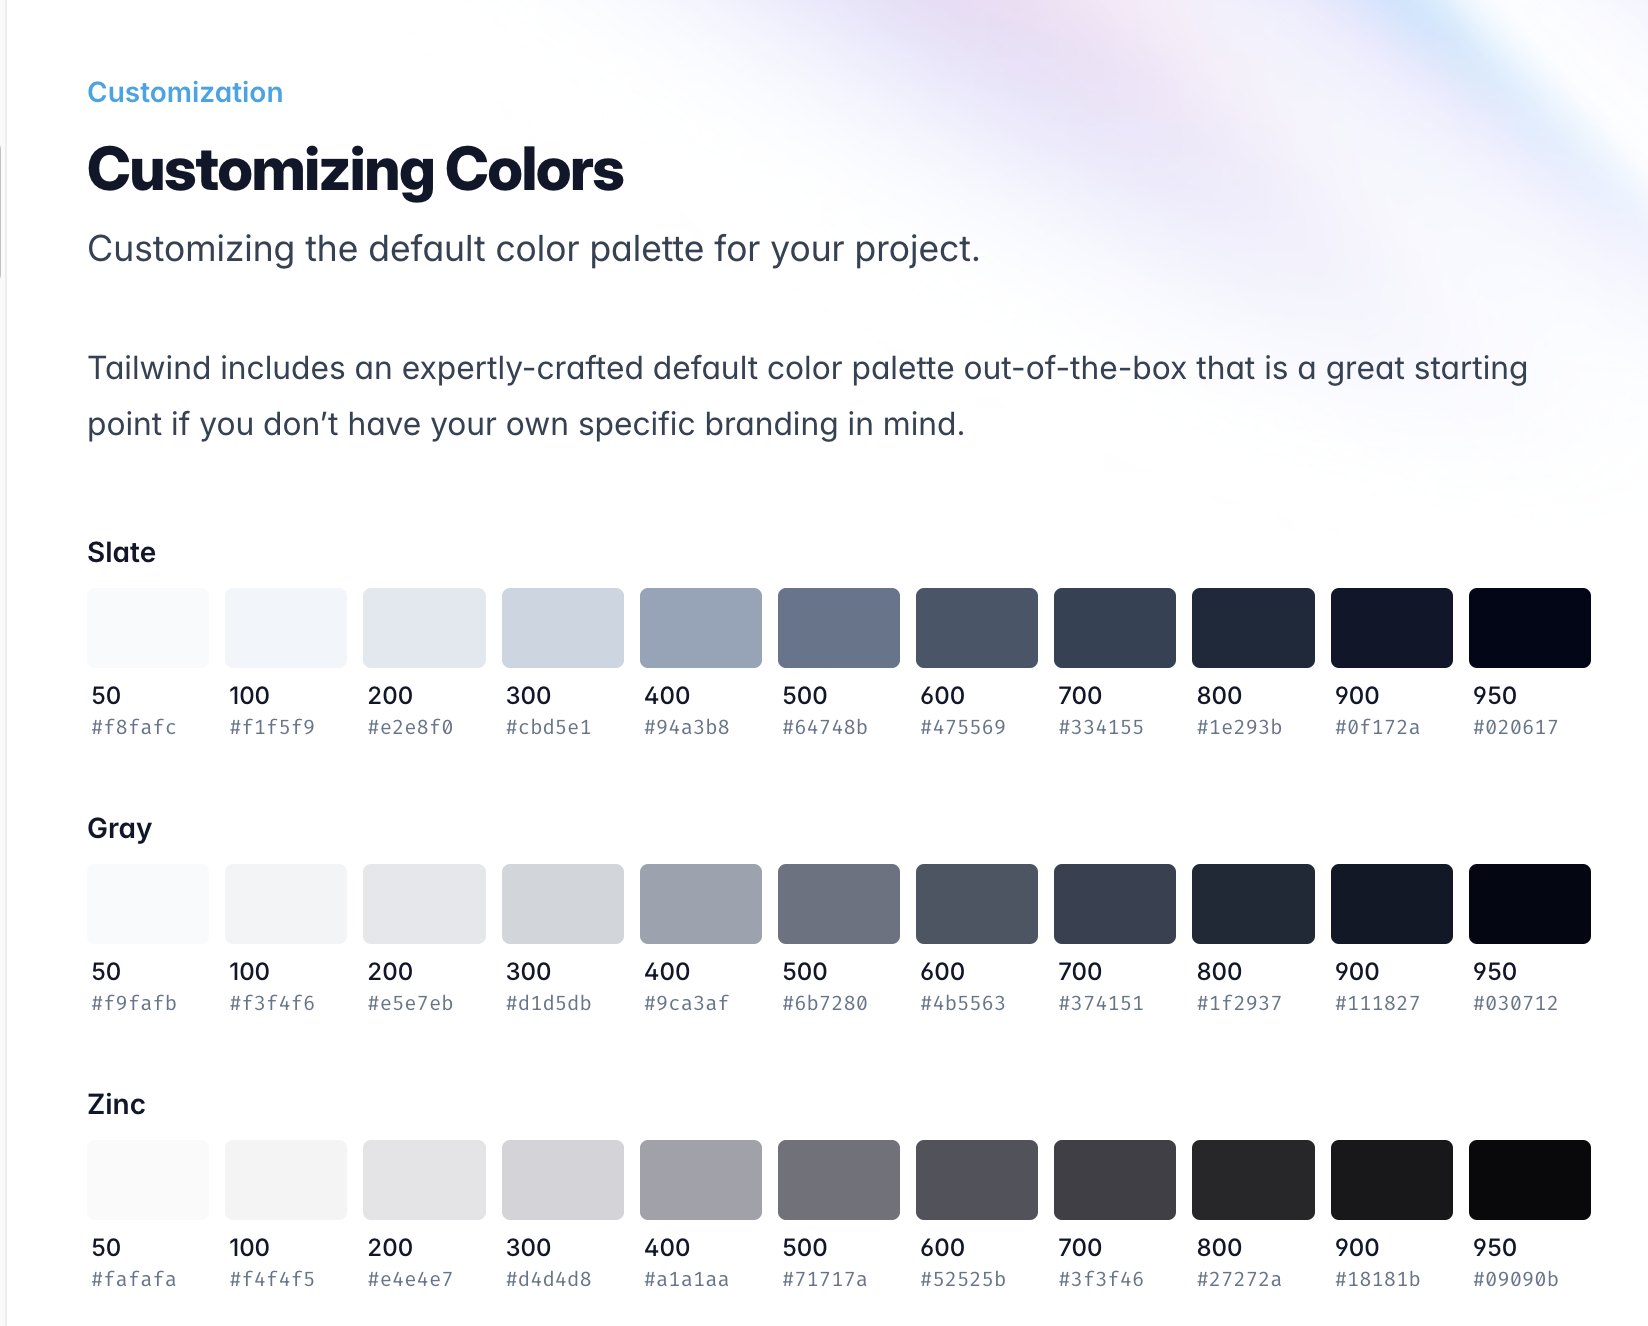 Customization
Customizing Colors
Customizing the default color palette for your project.
Tailwind includes an expertly-crafted default color palette out-of-the-box that is a great starting
point if you don’t have your own specific branding in mind.
Slate
50 100 200 300 400 500 600 700 800 900 950
#f8fafc #f1f5f9 #e2e8f0 #cbd5e1 #94a3b8 #64748b #475569 #334155 #1e293b #0f172a #020617
Gray
50 100 200 300 400 500 600 700 800 900 950
#f9fafb #f3f4f6 #e5e7eb #d1d5db #9ca3af #6b7280 #4b5563 #374151 #1f2937 #111827 #030712
Zinc
50 100 200 300 400 500 600 700 800 900 950
#fafafa #f4f4f5 #e4e4e7 #d4d4d8 #a1a1aa #71717a #52525b #3f3f46 #27272a #18181b #09090b